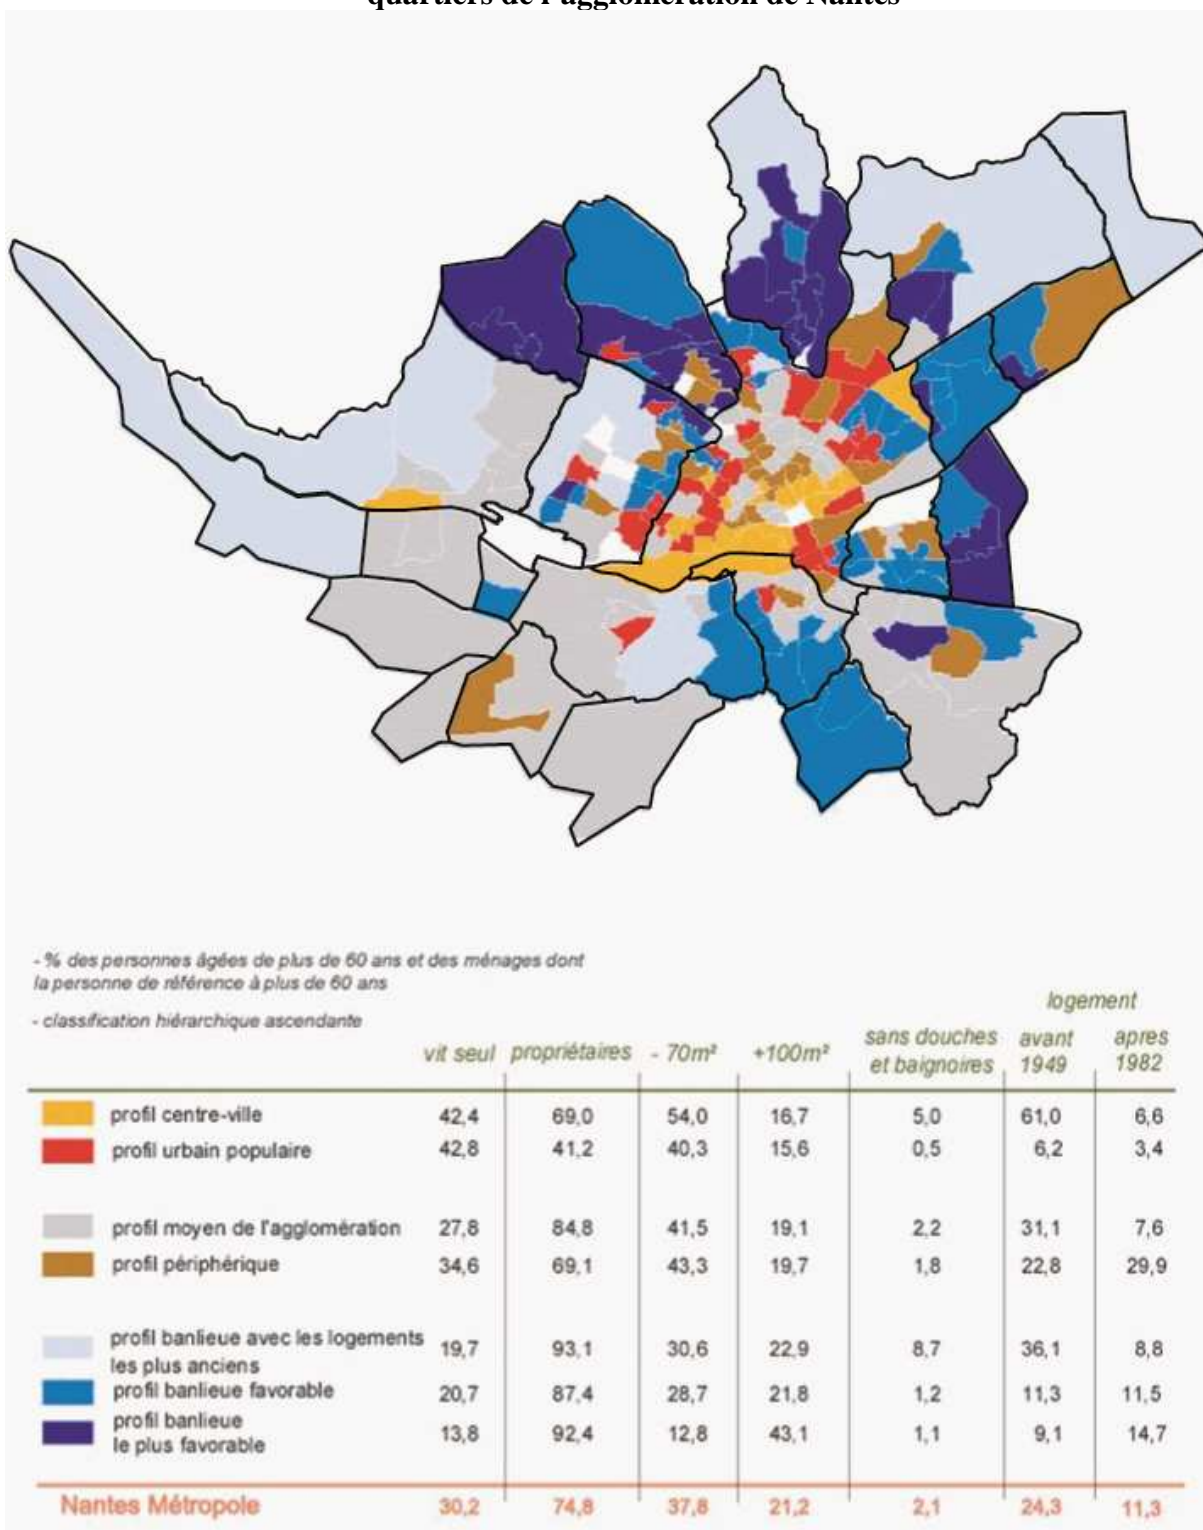 quartiers de l'agglomération de Nantes
- % des personnes âgées de plus de 60 ans et des ménages dont
la personne de référence à plus de 60 ans
- classification hiérarchique ascendante
logement
vit seul propriétaires - 70m² +100m² sans douches et baignoires avant 1949 apres 1982
profil centre-ville 42,4 69,0 54,0 16,7 5,0 61,0 6,6
profil urbain populaire 42,8 41,2 40,3 15,6 0,5 6,2 3,4
profil moyen de l'agglomération 27,8 84,8 41,5 19,1 2,2 31,1 7,6
profil périphérique 34,6 69,1 43,3 19,7 1,8 22,8 29,9
profil banlieue avec les logements
les plus anciens 19,7 93,1 30,6 22,9 8,7 36,1 8,8
profil banlieue favorable 20,7 87,4 28,7 21,8 1,2 11,3 11,5
profil banlieue
le plus favorable 13,8 92,4 12,8 43,1 1,1 9,1 14,7
Nantes Métropole 30,2 74,8 37,8 21,2 2,1 24,3 11,3